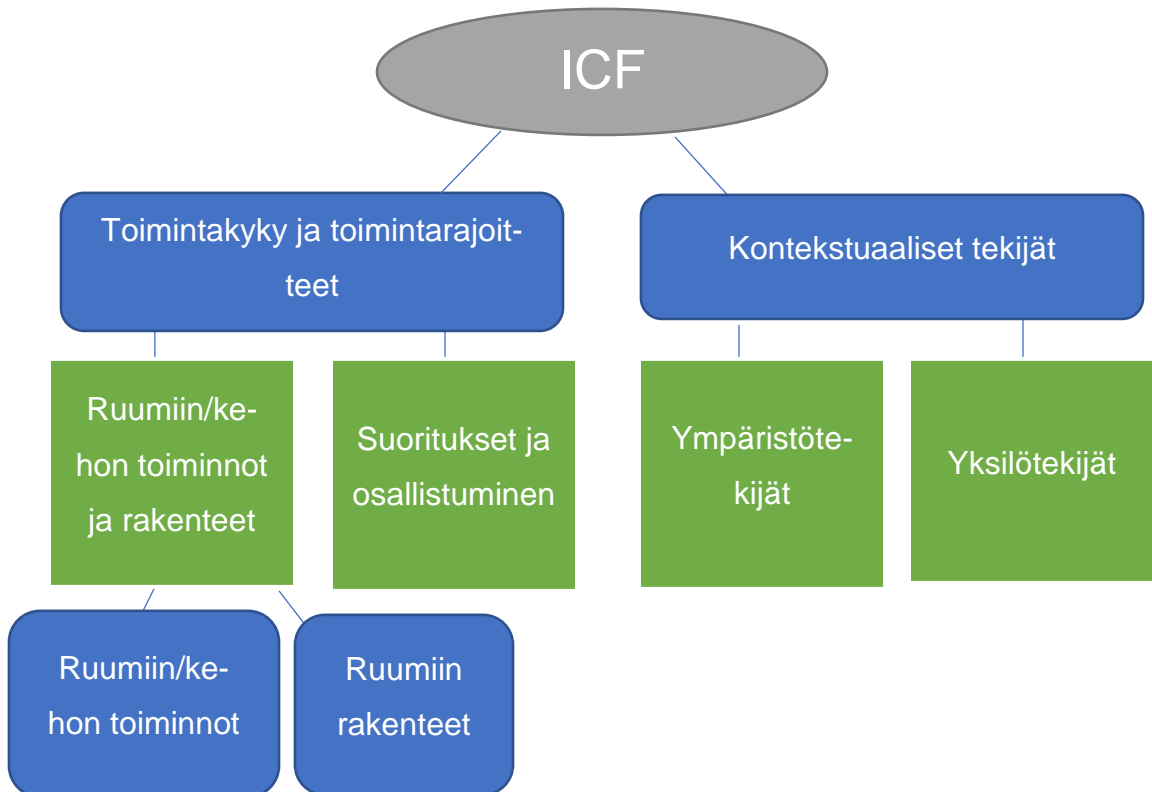 ICF
Toimintakyky ja toimintarajoit-
teet
Kontekstuaaliset tekijät
Ruumiin/ke-
hon toiminnot
ja rakenteet
Suoritukset ja
osallistuminen
Ympäristöte-
kijät
Yksilötekijät
Ruumiin/ke-
hon toiminnot
Ruumiin
rakenteet